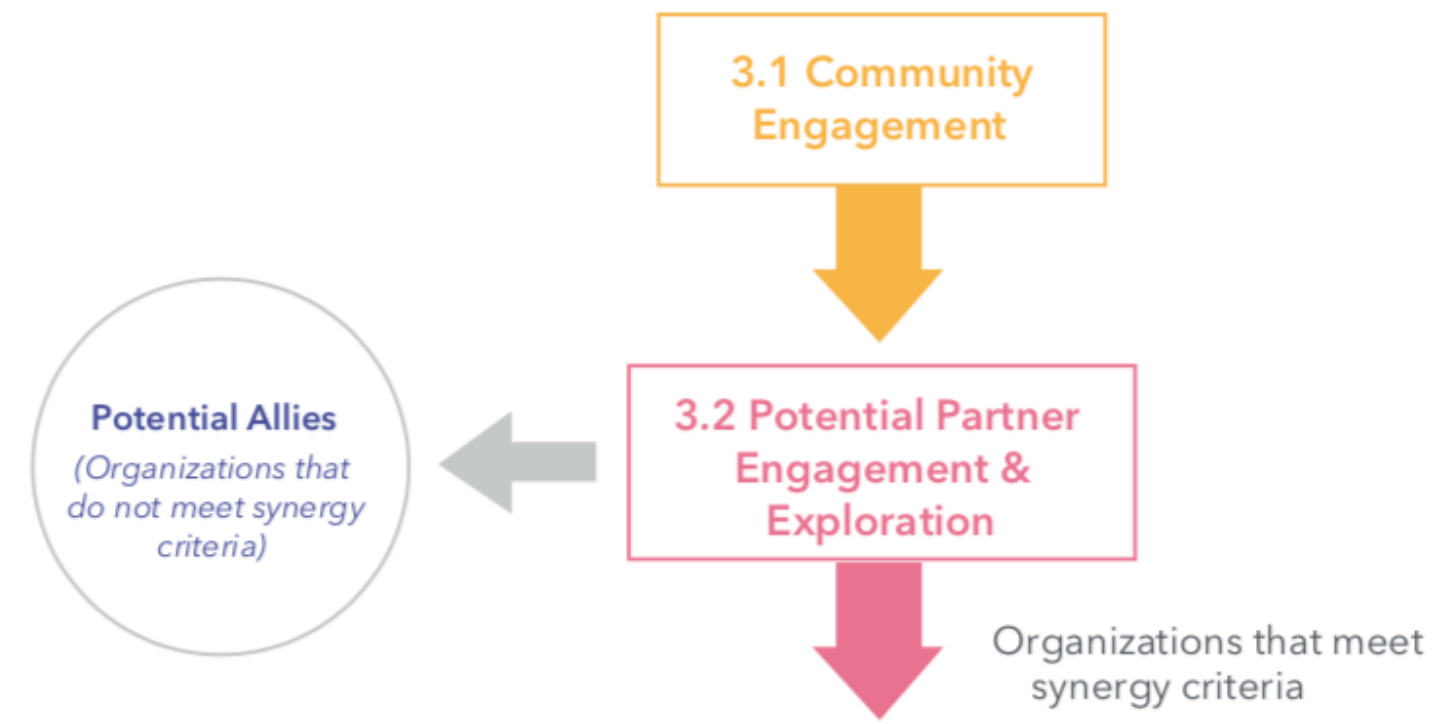 3.1 Community
Engagement
Potential Allies
(Organizations that
do not meet synergy
criteria)
3.2 Potential Partner
Engagement &
Exploration
Organizations that meet
synergy criteria